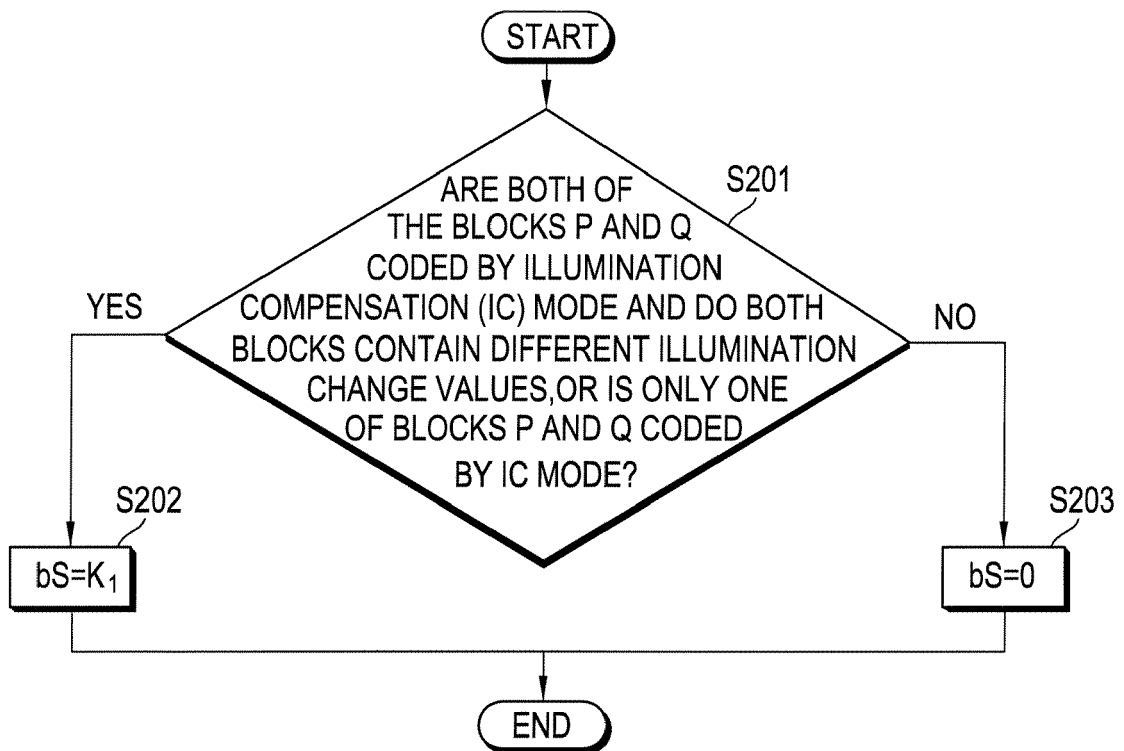 START
S201
ARE BOTH OF
THE BLOCKS P AND Q
CODED BY ILLUMINATION
COMPENSATION (IC) MODE AND DO BOTH
BLOCKS CONTAIN DIFFERENT ILLUMINATION
CHANGE VALUES,OR IS ONLY ONE
OF BLOCKS P AND Q CODED
BY IC MODE?
YES
NO
S202
bS=K₁
S203
bS=0
END